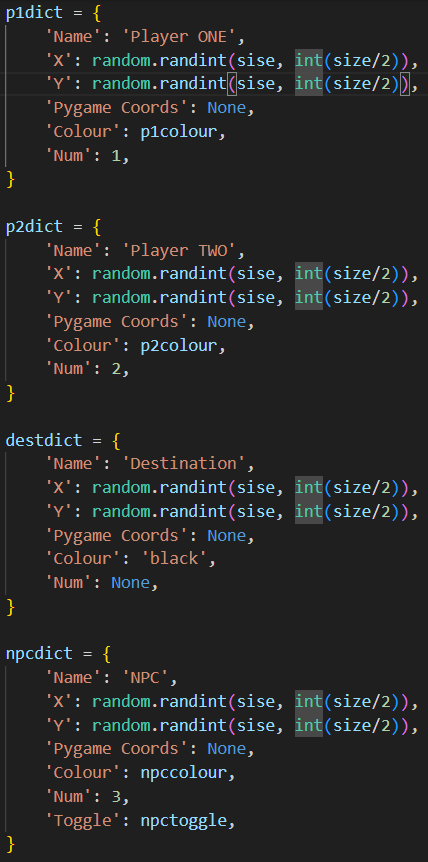 p1dict = {
    'Name': 'Player ONE',
    'X': random.randint(sise, int(size/2)),
    'Y': random.randint(sise, int(size/2)),
    'Pygame Coords': None,
    'Colour': p1colour,
    'Num': 1,
}

p2dict = {
    'Name': 'Player TWO',
    'X': random.randint(sise, int(size/2)),
    'Y': random.randint(sise, int(size/2)),
    'Pygame Coords': None,
    'Colour': p2colour,
    'Num': 2,
}

destdict = {
    'Name': 'Destination',
    'X': random.randint(sise, int(size/2)),
    'Y': random.randint(sise, int(size/2)),
    'Pygame Coords': None,
    'Colour': 'black',
    'Num': None,
}

npcdict = {
    'Name': 'NPC',
    'X': random.randint(sise, int(size/2)),
    'Y': random.randint(sise, int(size/2)),
    'Pygame Coords': None,
    'Colour': npccolour,
    'Num': 3,
    'Toggle': npctoggle,
}